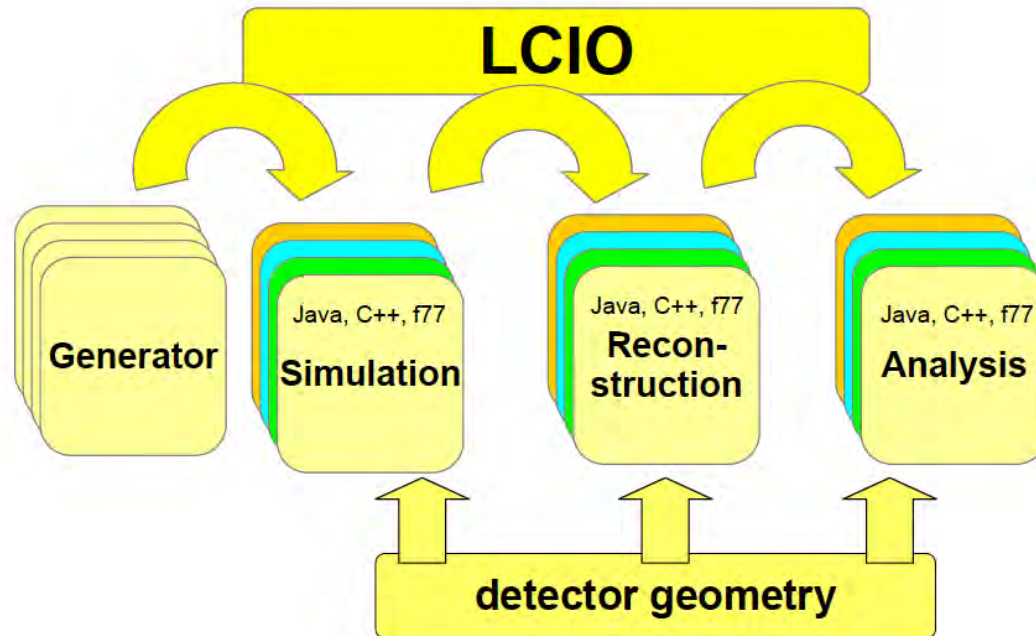 LCIO
Generator
Java, C++, f77
Simulation
Java, C++, f77
Recon-
struction
Java, C++, f77
Analysis
detector geometry